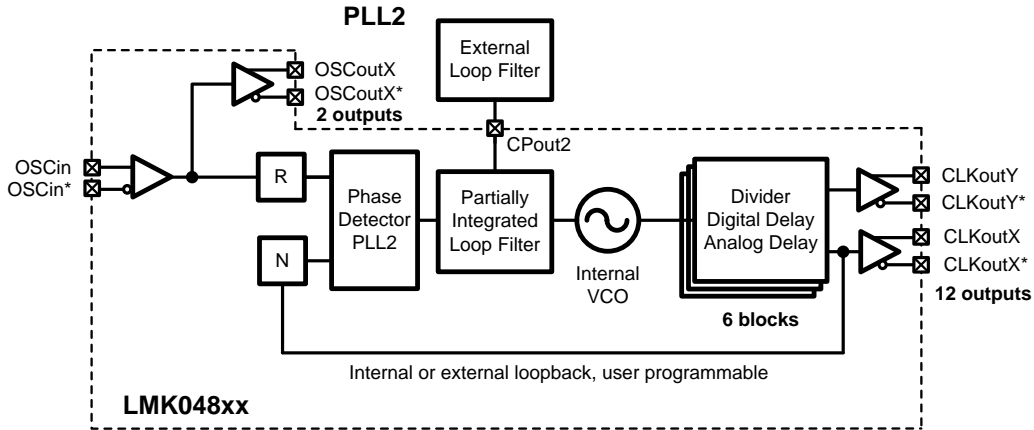 PLL2
External
Loop Filter
OSCoutX
OSCoutX*
2 outputs
CPout2
OSCin
OSCin*
R
N
Phase
Detector
PLL2
Partially
Integrated
Loop Filter
Internal
VCO
Divider
Digital Delay
Analog Delay
6 blocks
CLKoutY
CLKoutY*
CLKoutX
CLKoutX*
12 outputs
Internal or external loopback, user programmable
LMK048xx